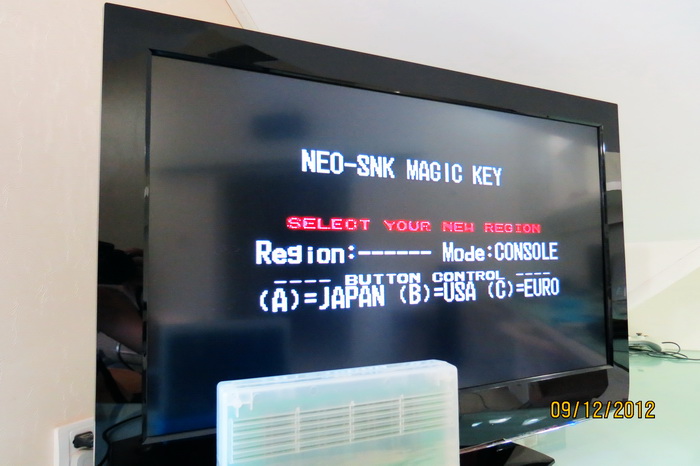 NEO-SNK MAGIC KEY
SELECT YOUR NEW REGION
Region:------ Mode:CONSOLE
---- BUTTON CONTROL ----
(A)=JAPAN (B)=USA (C)=EURO
09/12/2012